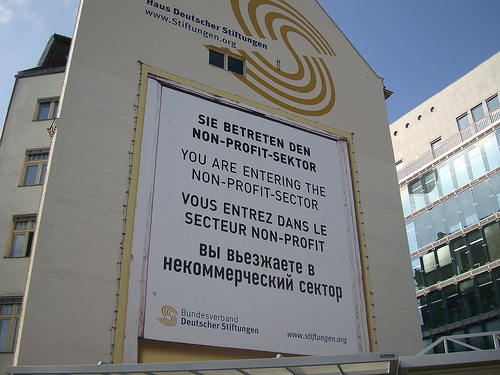 Haus Deutscher Stiftungen
www.Stiftungen.org
SIE BETRETEN DEN
NON-PROFIT-SEKTOR
YOU ARE ENTERING THE
NON-PROFIT-SECTOR
VOUS ENTREZ DANS LE
SECTEUR NON-PROFIT
ВЫ ВЬЕЗЖАЕТЕ В
НЕКОММЕРЧЕСКИЙ СЕКТОР
Bundesverband
Deutscher Stiftungen
www.stiftungen.org